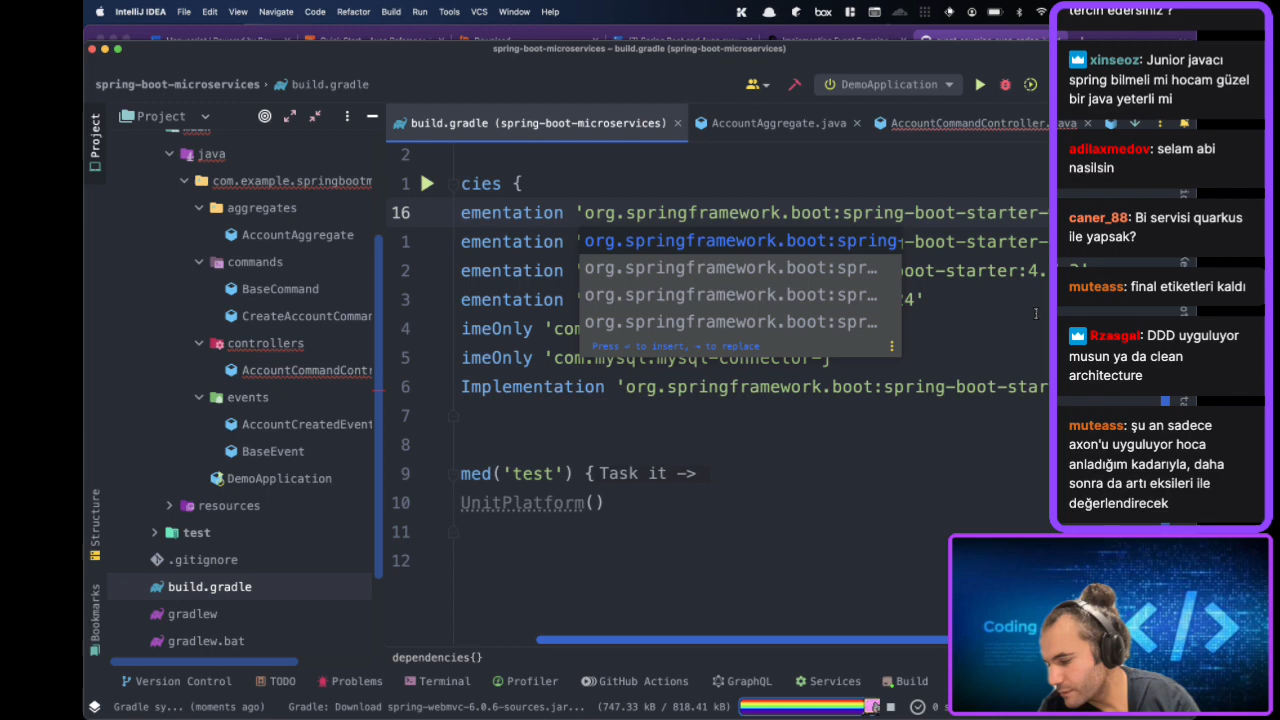 IntelliJ IDEA File Edit View Navigate Code Refactor Build Run Tools VCS Window Help
box
spring-boot-microservices – build.gradle (spring-boot-microservices)
spring-boot-microservices build.gradle
DemoApplication
Project
build.gradle (spring-boot-microservices)
AccountAggregate.java
AccountCommandController.java
Project
Structure
Bookmarks
java
com.example.springbootm
aggregates
AccountAggregate
commands
BaseCommand
CreateAccountComma
controllers
AccountCommandContr
events
AccountCreatedEvent
BaseEvent
DemoApplication
resources
test
.gitignore
build.gradle
gradlew
gradlew.bat
2
1 cies {
16 ementation 'org.springframework.boot:spring-boot-starter-
1 ementation org.springframework.boot:spring- -boot-starter-
org.springframework.boot:spr...
2 ementation boot-starter:4.
org.springframework.boot:spr...
3 ementation 4'
org.springframework.boot:spr...
4 imeOnly 'co
Press ⏎ to insert, ⇥ to replace
5 imeOnly 'com.mysql:mysql-connector-j
6 Implementation 'org.springframework.boot:spring-boot-star
7
8
9 med('test') { Task it ->
10 UnitPlatform()
11
12
dependencies{}
Version Control TODO Problems Terminal Profiler GitHub Actions GraphQL Services Build
Gradle sy... (moments ago) Gradle: Download spring-webmvc-6.0.6-sources.jar... (747.33 kB / 818.41 kB)
tercih edersiniz ?
xinseoz: Junior javacı
spring bilmeli mi hocam güzel
bir java yeterli mi
adilaxmedov: selam abi
nasilsin
caner_88: Bi servisi quarkus
ile yapsak?
muteass: final etiketleri kaldı
Rzasgal: DDD uyguluyor
musun ya da clean
architecture
muteass: şu an sadece
axon'u uyguluyor hoca
anladığım kadarıyla, daha
sonra da artı eksileri ile
değerlendirecek
Coding